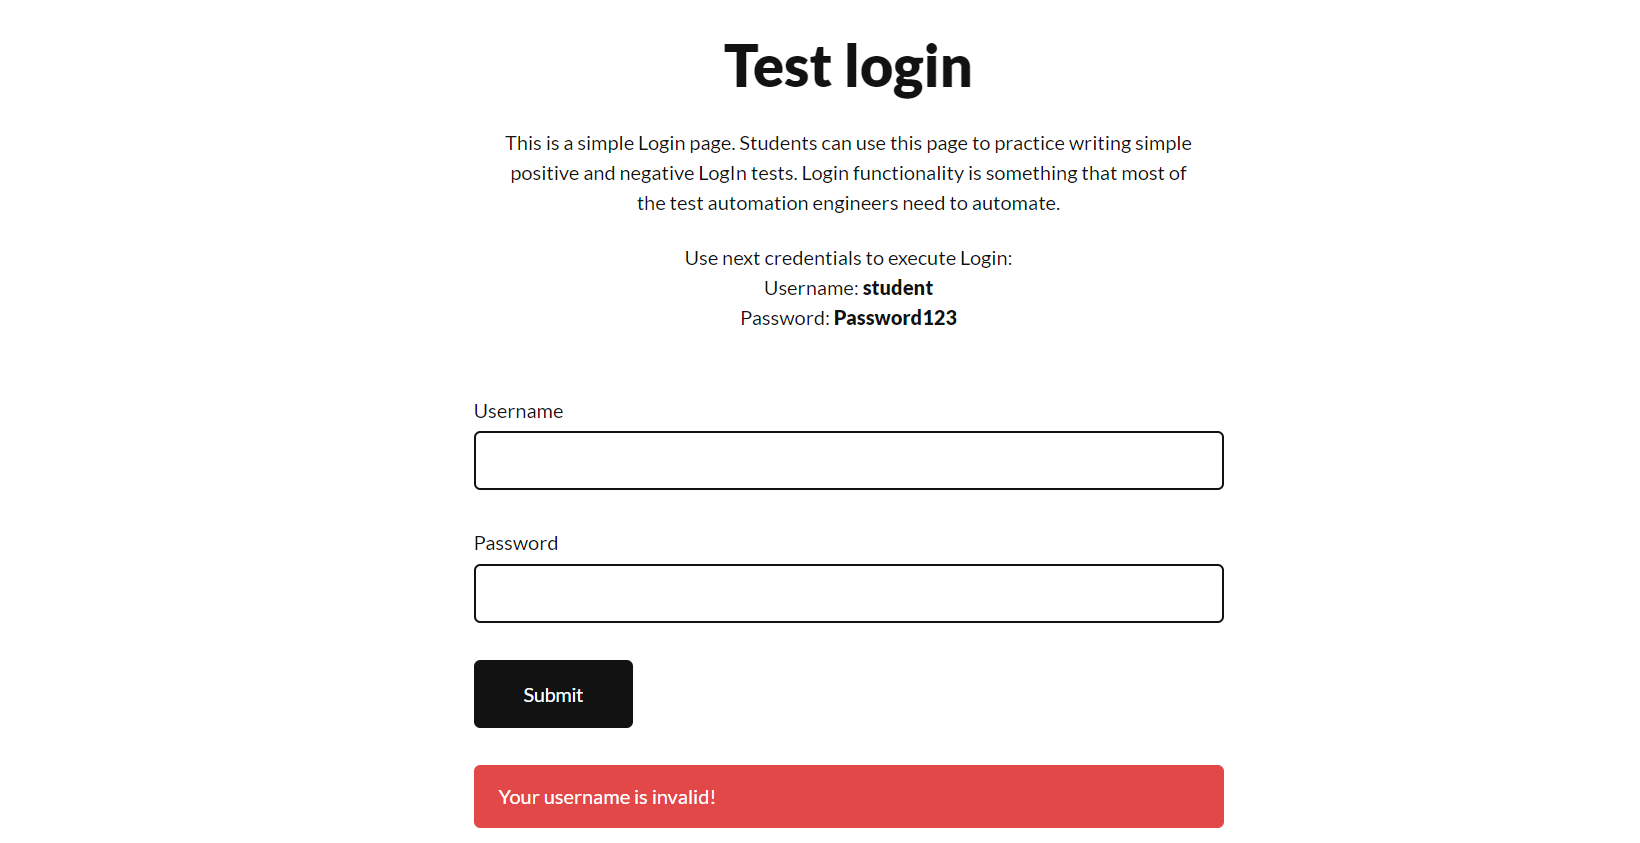 Test login
This is a simple Login page. Students can use this page to practice writing simple
positive and negative LogIn tests. Login functionality is something that most of
the test automation engineers need to automate.
Use next credentials to execute Login:
Username: student
Password: Password123
Username
Password
Submit
Your username is invalid!